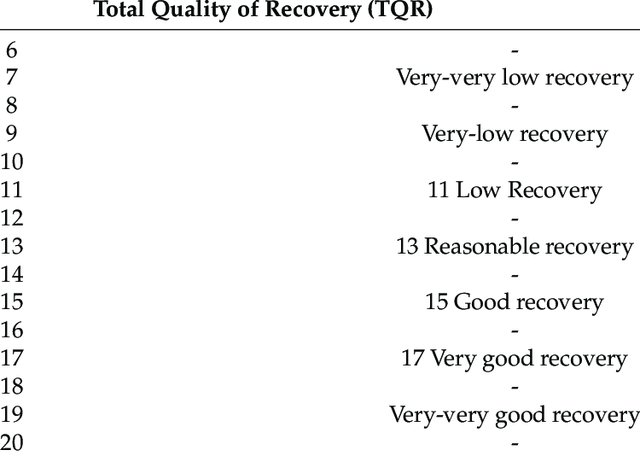 Total Quality of Recovery (TQR)
6 -
7 Very-very low recovery
8 -
9 Very-low recovery
10 -
11 11 Low Recovery
12 -
13 13 Reasonable recovery
14 -
15 15 Good recovery
16 -
17 17 Very good recovery
18 -
19 Very-very good recovery
20 -